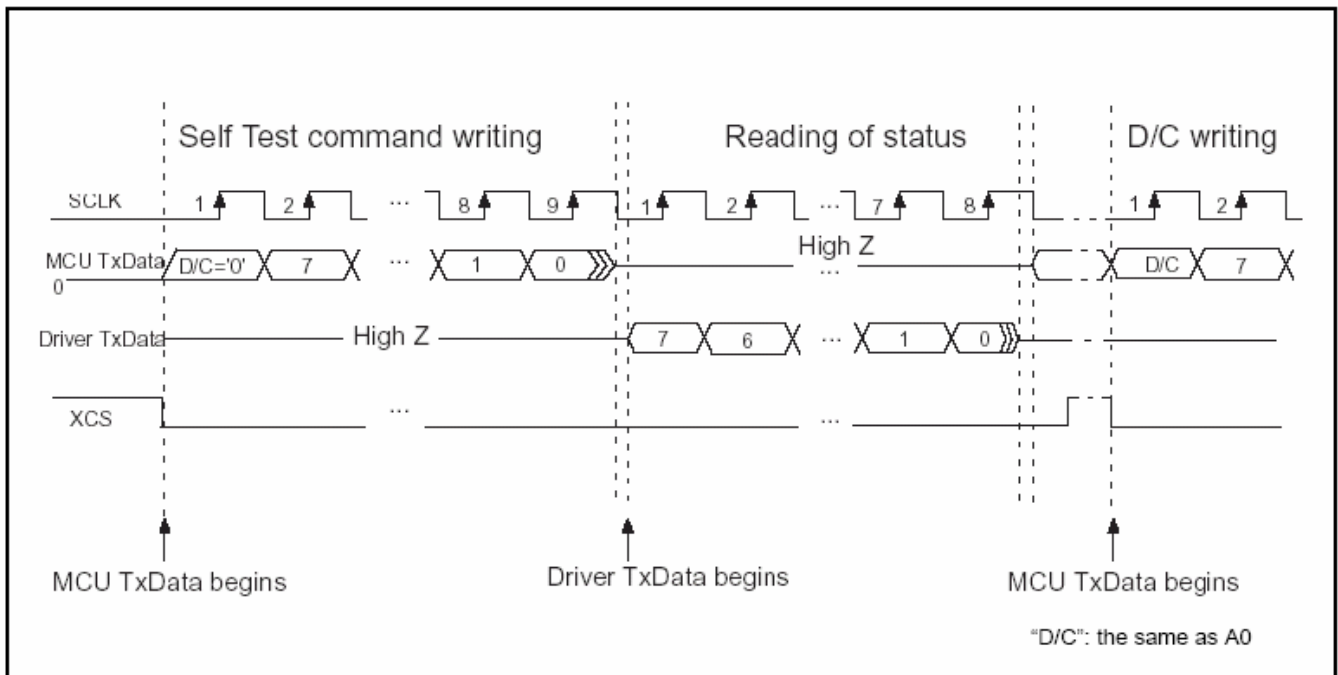 Self Test command writing Reading of status D/C writing
SCLK 1 2 ... 8 9 1 2 ... 7 8 1 2
High Z
MCU TxData D/C='0' 7 ... 1 0 ... D/C 7
0
Driver TxData High Z 7 6 ... 1 0
XCS ... ...
MCU TxData begins Driver TxData begins MCU TxData begins
“D/C”: the same as A0